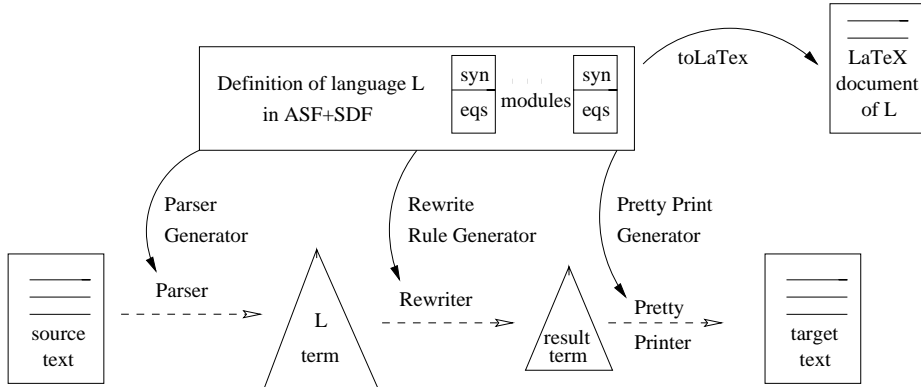 toLaTex
LaTeX
document
of L
Definition of language L
in ASF+SDF
syn
eqs
modules
syn
eqs
Parser
Generator
Rewrite
Rule Generator
Pretty Print
Generator
source
text
Parser
L
term
Rewriter
result
term
Pretty
Printer
target
text